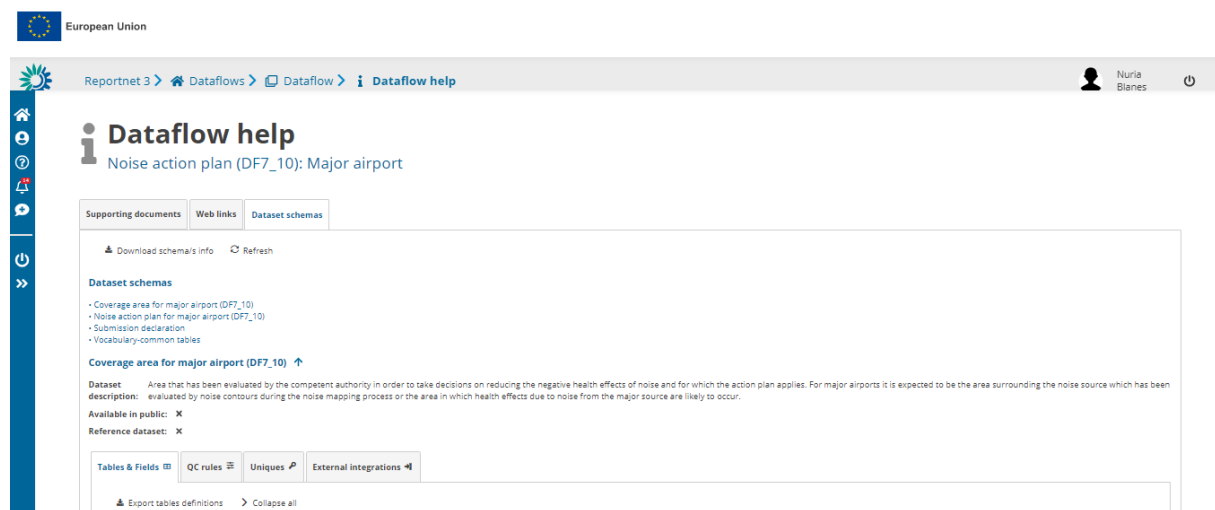 European Union
Reportnet 3 Dataflows Dataflow Dataflow help
Nuria
Blanes
Dataflow help
Noise action plan (DF7_10): Major airport
Supporting documents Web links Dataset schemas
Download schema/s info Refresh
Dataset schemas
• Coverage area for major airport (DF7_10)
• Noise action plan for major airport (DF7_10)
• Submission declaration
• Vocabulary-common tables
Coverage area for major airport (DF7_10)
Dataset description: Area that has been evaluated by the competent authority in order to take decisions on reducing the negative health effects of noise and for which the action plan applies. For major airports it is expected to be the area surrounding the noise source which has been
evaluated by noise contours during the noise mapping process or the area in which health effects due to noise from the major source are likely to occur.
Available in public:
Reference dataset:
Tables & Fields QC rules Uniques External integrations
Export tables definitions Collapse all